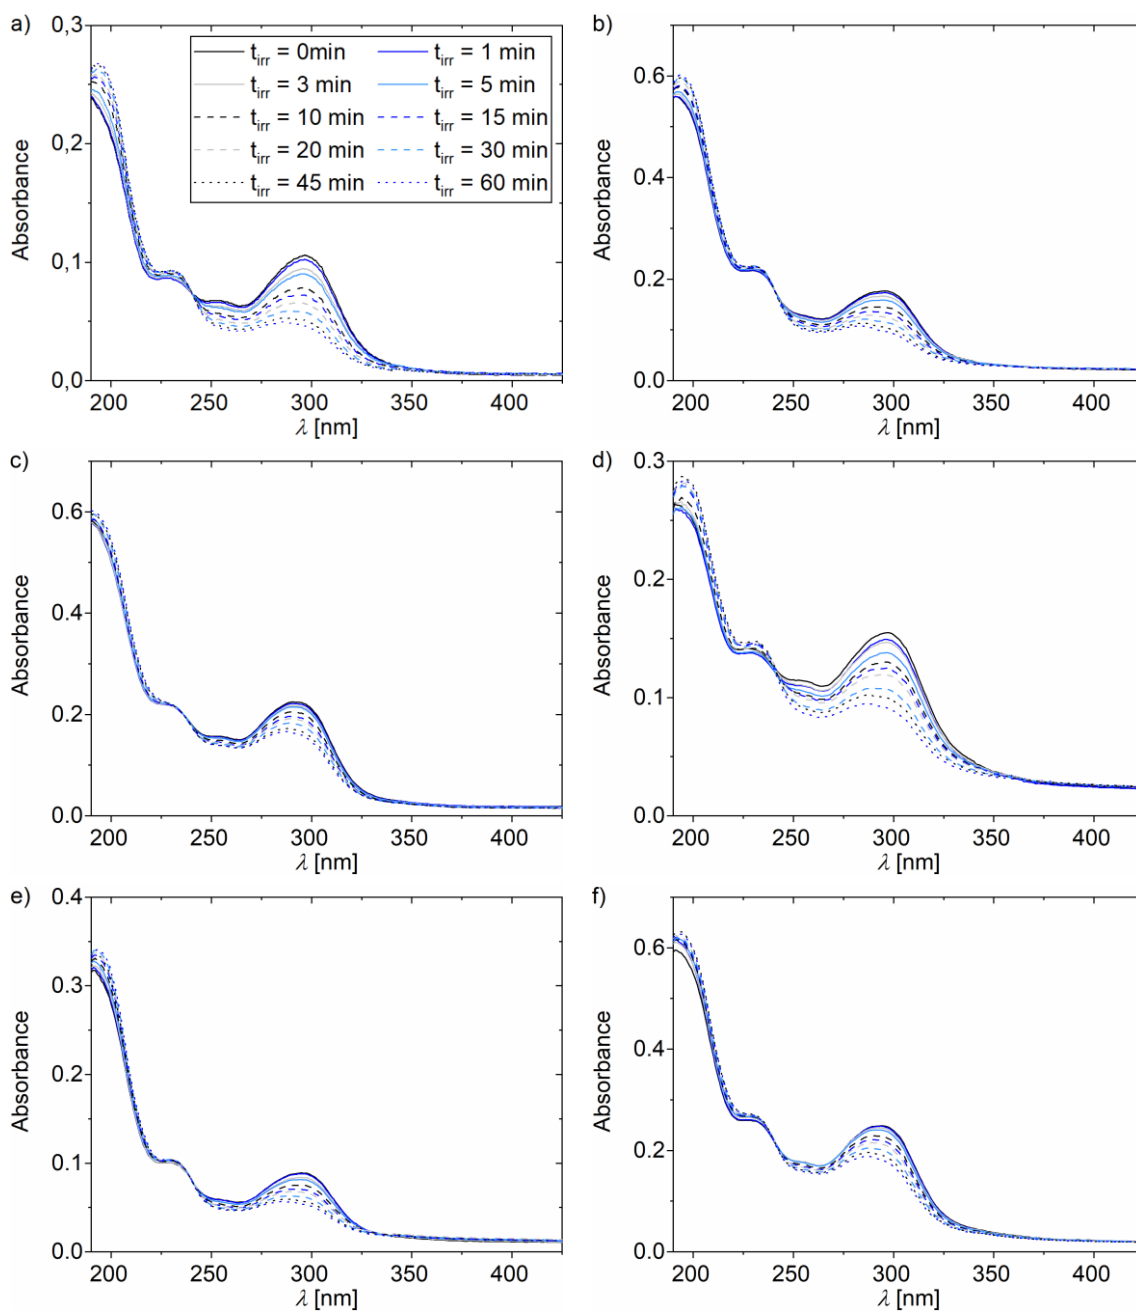 a)
0,3
0,2
0,1
0,0
Absorbance
t_irr = 0min
t_irr = 1 min
t_irr = 3 min
t_irr = 5 min
t_irr = 10 min
t_irr = 15 min
t_irr = 20 min
t_irr = 30 min
t_irr = 45 min
t_irr = 60 min
200 250 300 350 400
λ [nm]
b)
0.6
0.4
0.2
0.0
Absorbance
200 250 300 350 400
λ [nm]
c)
0.6
0.4
0.2
0.0
Absorbance
200 250 300 350 400
λ [nm]
d)
0.3
0.2
0.1
0.0
Absorbance
200 250 300 350 400
λ [nm]
e)
0.4
0.3
0.2
0.1
0.0
Absorbance
200 250 300 350 400
λ [nm]
f)
0.6
0.4
0.2
0.0
Absorbance
200 250 300 350 400
λ [nm]